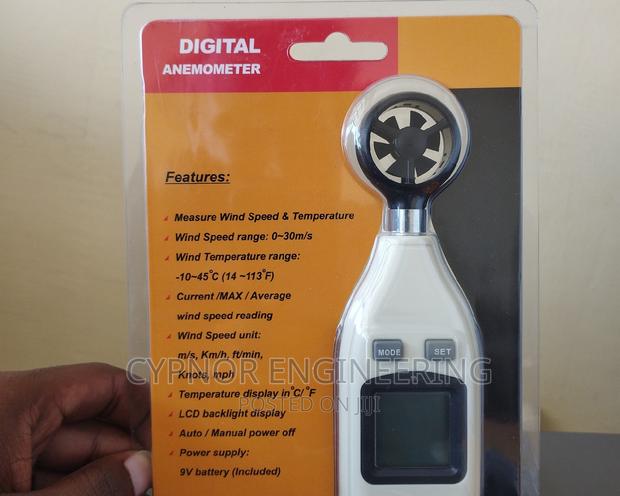 DIGITAL
ANEMOMETER
Features:
Measure Wind Speed & Temperature
Wind Speed range: 0~30m/s
Wind Temperature range:
-10~45°C (14 ~113°F)
Current /MAX / Average
wind speed reading
Wind Speed unit:
m/s, Km/h, ft/min,
Knots, mph
Temperature display in°C/ °F
LCD backlight display
Auto / Manual power off
Power supply:
9V battery (Included)
MODE
SET
CYPNOR ENGINEERING
POSTED ON JIJI